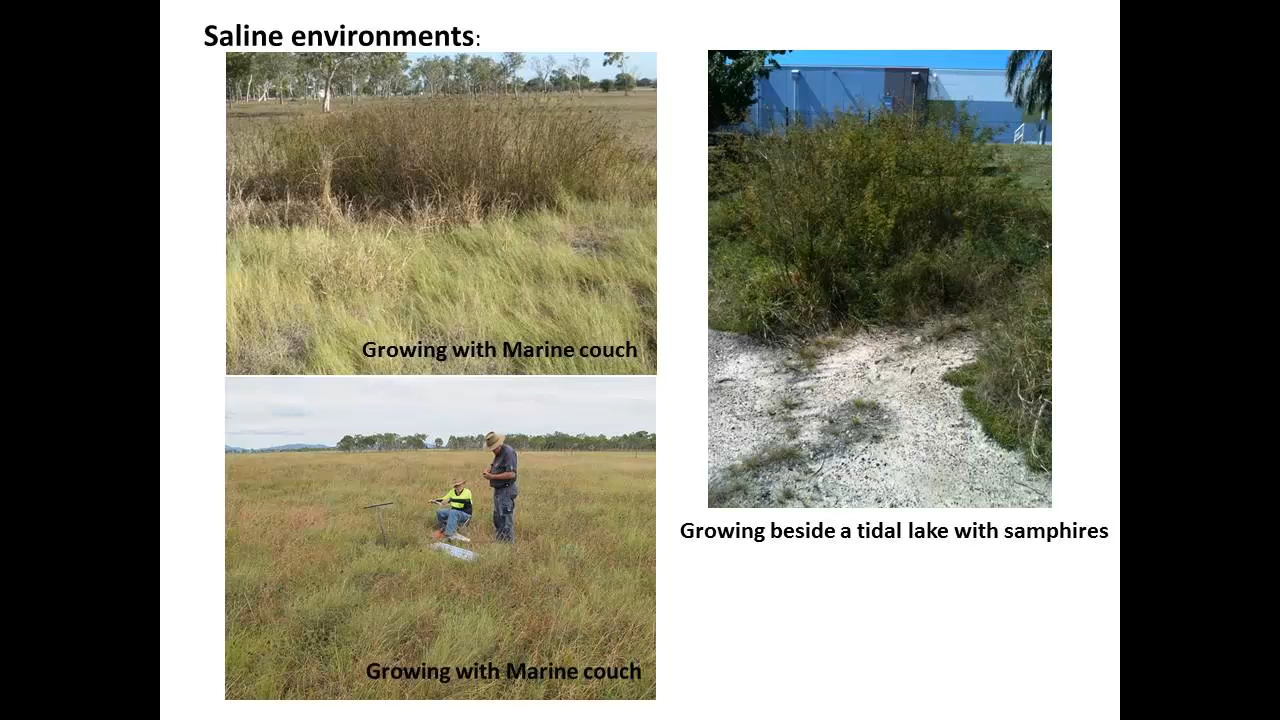 Saline environments:
Growing with Marine couch
Growing with Marine couch
Growing beside a tidal lake with samphires